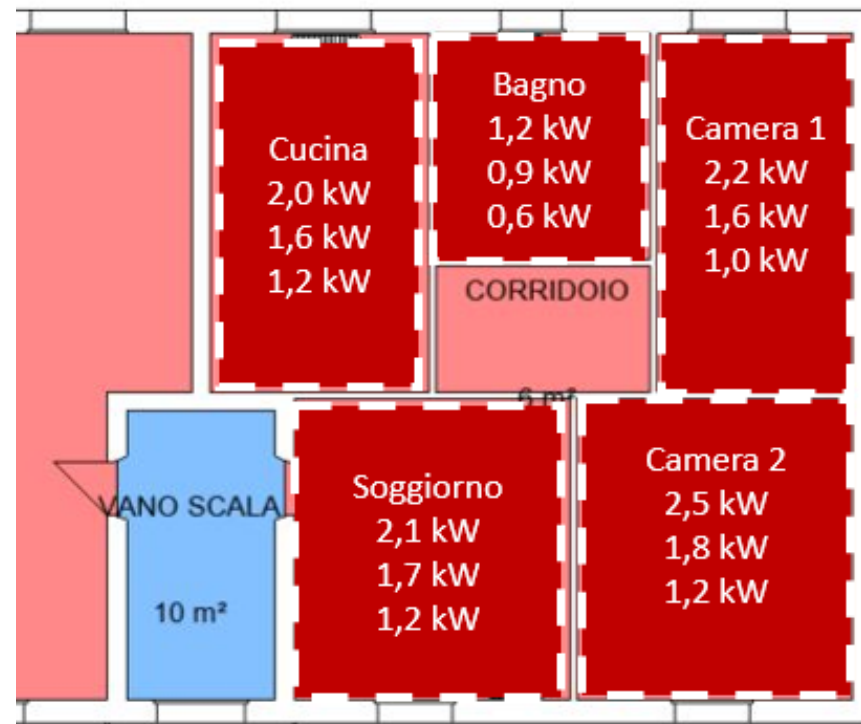 Cucina
2,0 kW
1,6 kW
1,2 kW
Bagno
1,2 kW
0,9 kW
0,6 kW
Camera 1
2,2 kW
1,6 kW
1,0 kW
CORRIDOIO
6 m²
VANO SCALA
10 m²
Soggiorno
2,1 kW
1,7 kW
1,2 kW
Camera 2
2,5 kW
1,8 kW
1,2 kW